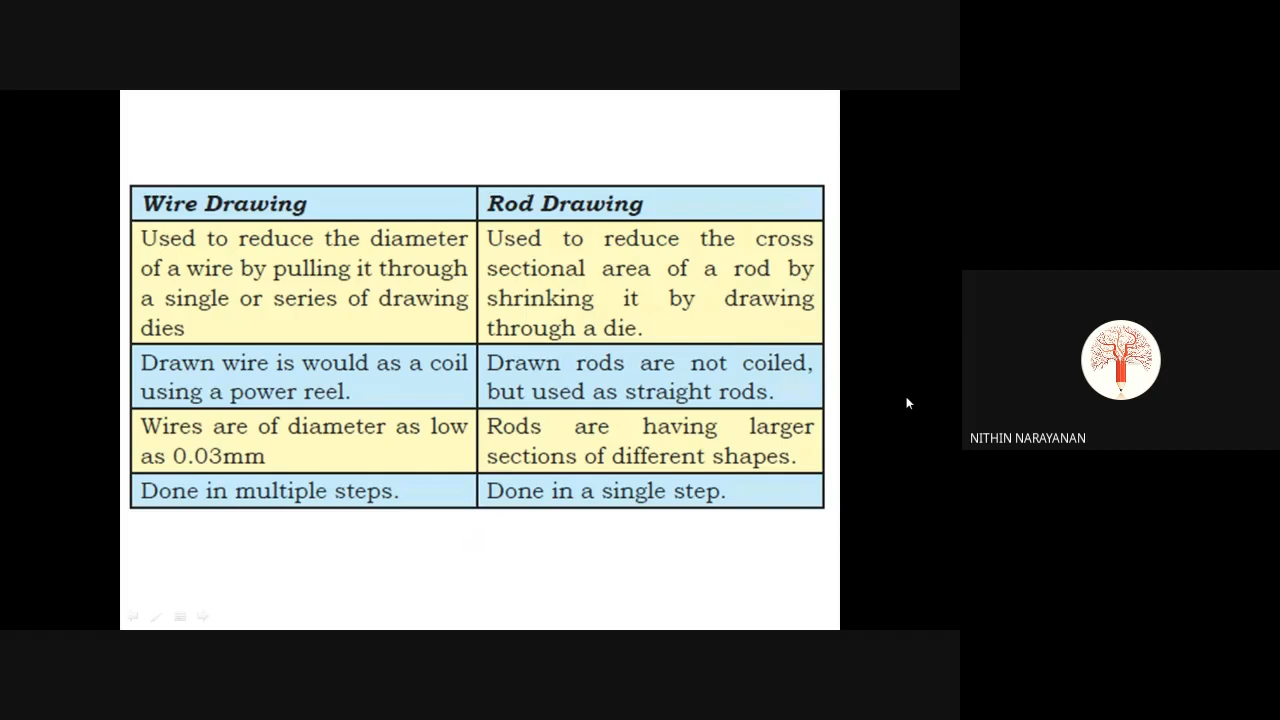 Wire Drawing
Rod Drawing
Used to reduce the diameter
of a wire by pulling it through
a single or series of drawing
dies
Used to reduce the cross
sectional area of a rod by
shrinking it by drawing
through a die.
Drawn wire is would as a coil
using a power reel.
Drawn rods are not coiled,
but used as straight rods.
Wires are of diameter as low
as 0.03mm
Rods are having larger
sections of different shapes.
Done in multiple steps.
Done in a single step.
NITHIN NARAYANAN